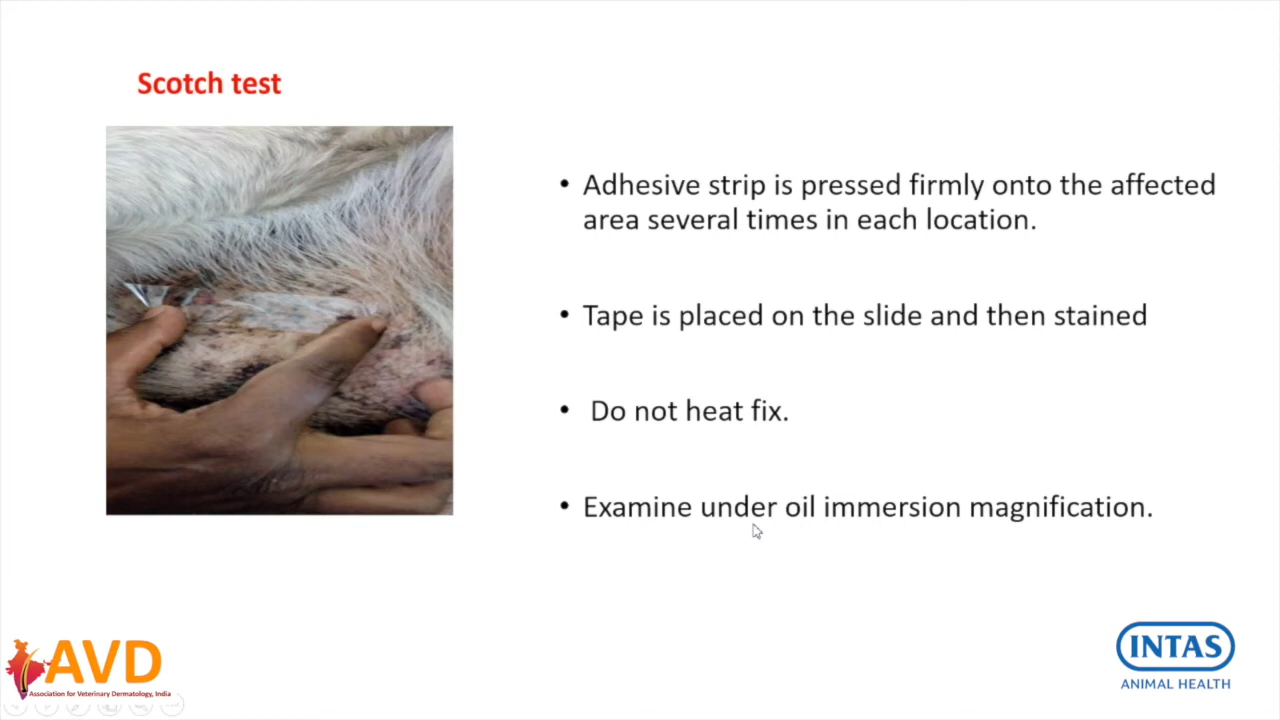 Scotch test
• Adhesive strip is pressed firmly onto the affected
area several times in each location.
• Tape is placed on the slide and then stained
• Do not heat fix.
• Examine under oil immersion magnification.
AVD
Association for Veterinary Dermatology, India
INTAS
ANIMAL HEALTH